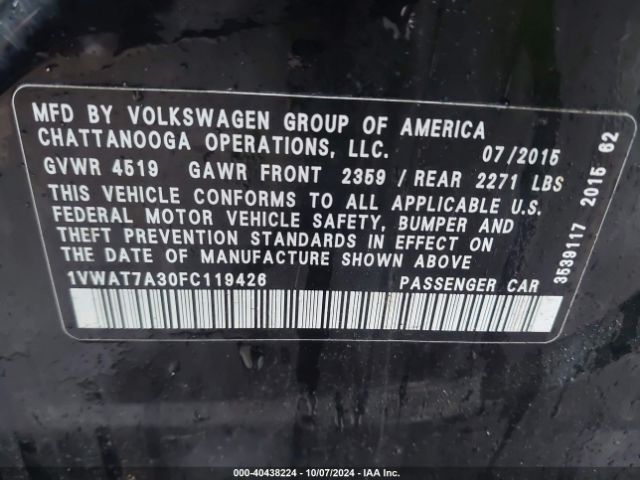 MFD BY VOLKSWAGEN GROUP OF AMERICA
CHATTANOOGA OPERATIONS, LLC. 07/2015
GVWR 4519 GAWR FRONT 2359 / REAR 2271 LBS
THIS VEHICLE CONFORMS TO ALL APPLICABLE U.S.
FEDERAL MOTOR VEHICLE SAFETY, BUMPER AND
THEFT PREVENTION STANDARDS IN EFFECT ON
THE DATE OF MANUFACTURE SHOWN ABOVE.
1VWAT7A30FC119426 PASSENGER CAR
3539117 2015 62
000-40438224 - 10/07/2024 - IAA Inc.